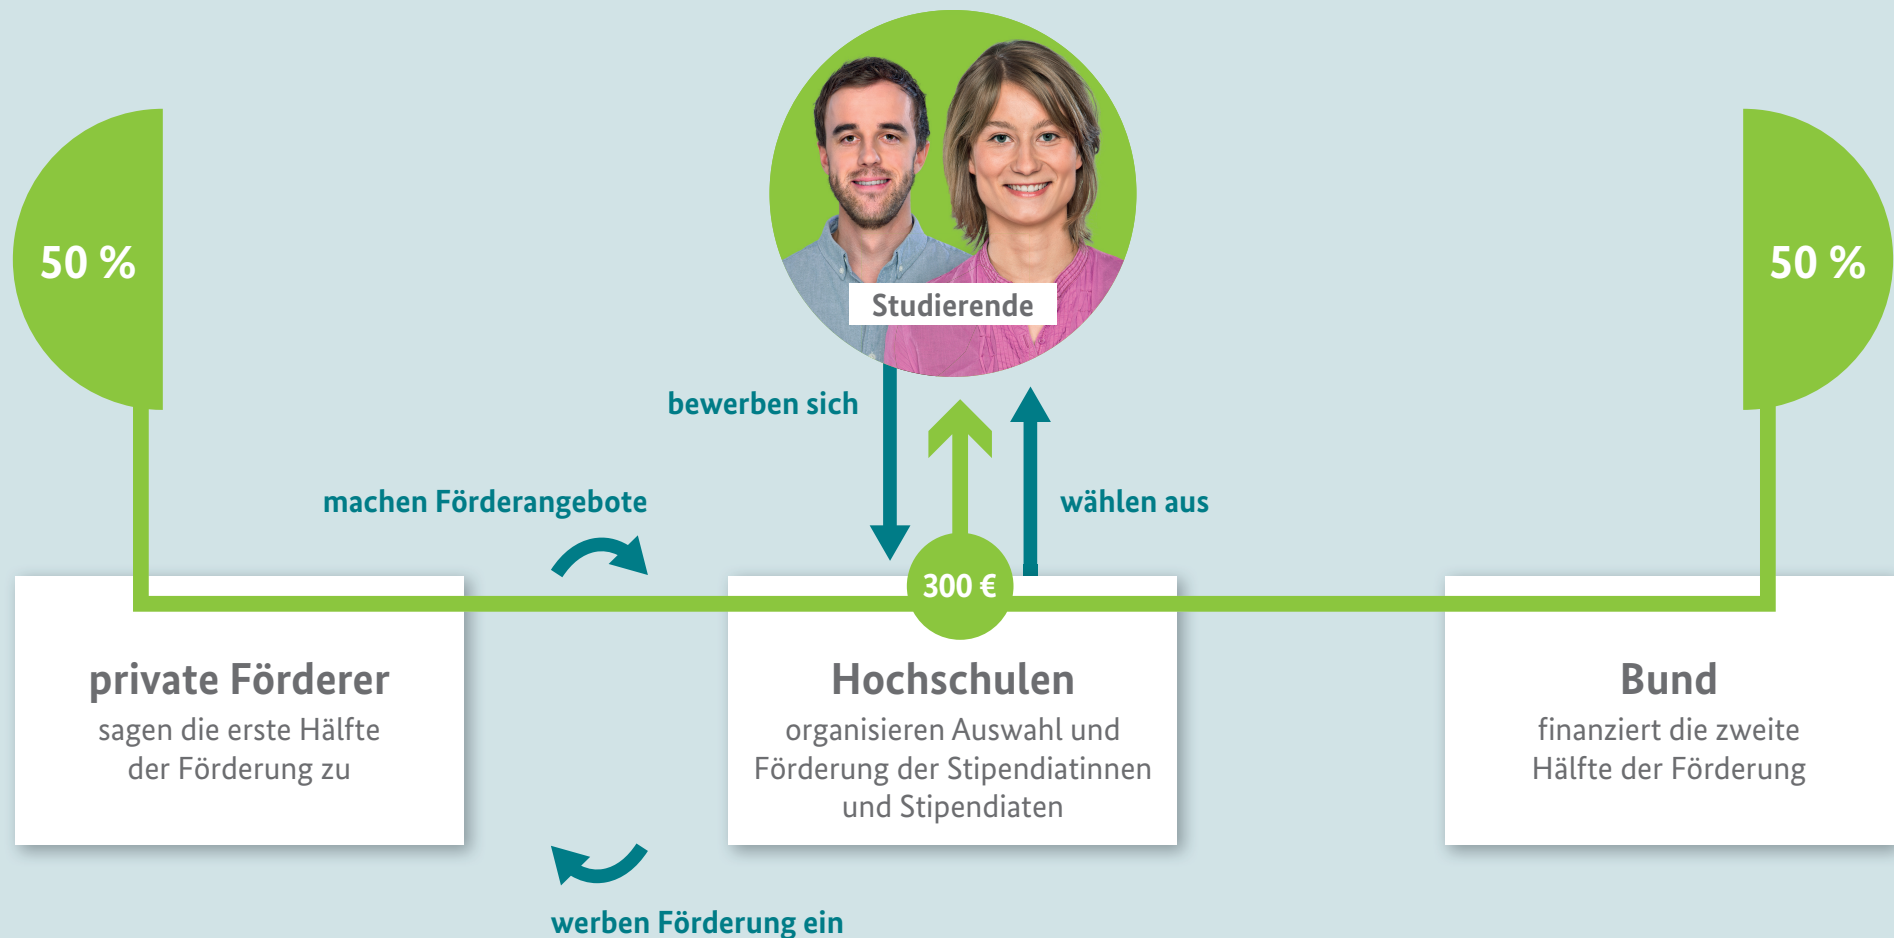 50 %
50 %
Studierende
bewerben sich
machen Förderangebote
wählen aus
300 €
private Förderer
sagen die erste Hälfte
der Förderung zu
Hochschulen
organisieren Auswahl und
Förderung der Stipendiatinnen
und Stipendiaten
Bund
finanziert die zweite
Hälfte der Förderung
werben Förderung ein